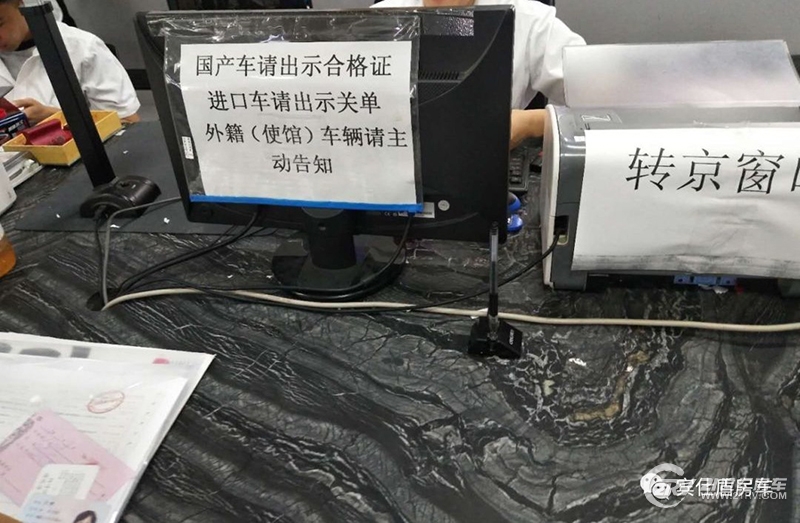 国产车请出示合格证
进口车请出示关单
外籍（使馆）车辆请主
动告知
转京窗